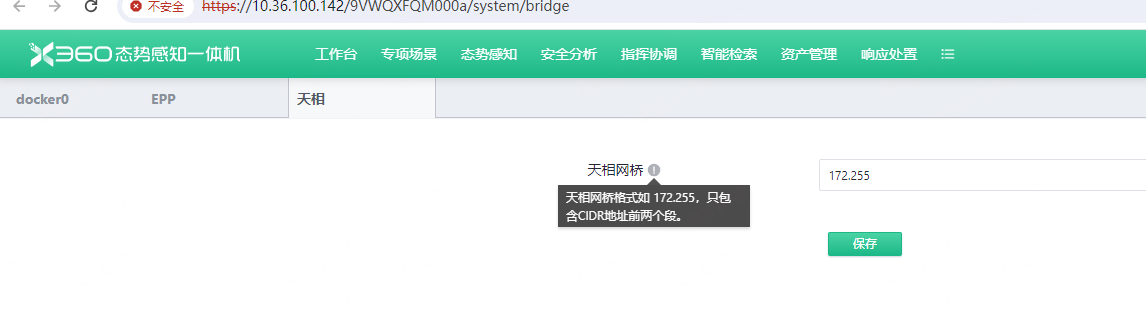 不安全 https://10.36.100.142/9VWQXFQM000a/system/bridge
360态势感知一体机 工作台 专项场景 态势感知 安全分析 指挥协调 智能检索 资产管理 响应处置
docker0 EPP 天相
天相网桥 172.255
天相网桥格式如 172.255，只包
含CIDR地址前两个段。
保存